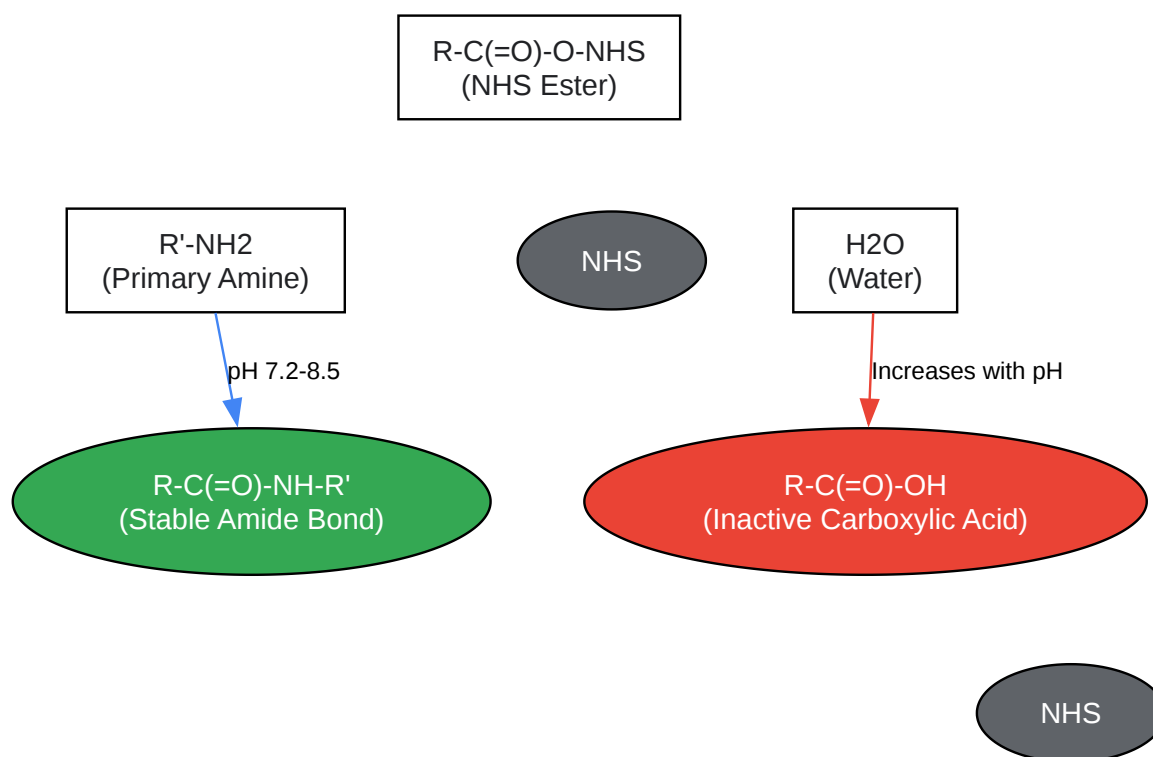 R-C(=O)-O-NHS
(NHS Ester)
R'-NH2
(Primary Amine)
NHS
H2O
(Water)
pH 7.2-8.5
Increases with pH
R-C(=O)-NH-R'
(Stable Amide Bond)
R-C(=O)-OH
(Inactive Carboxylic Acid)
NHS